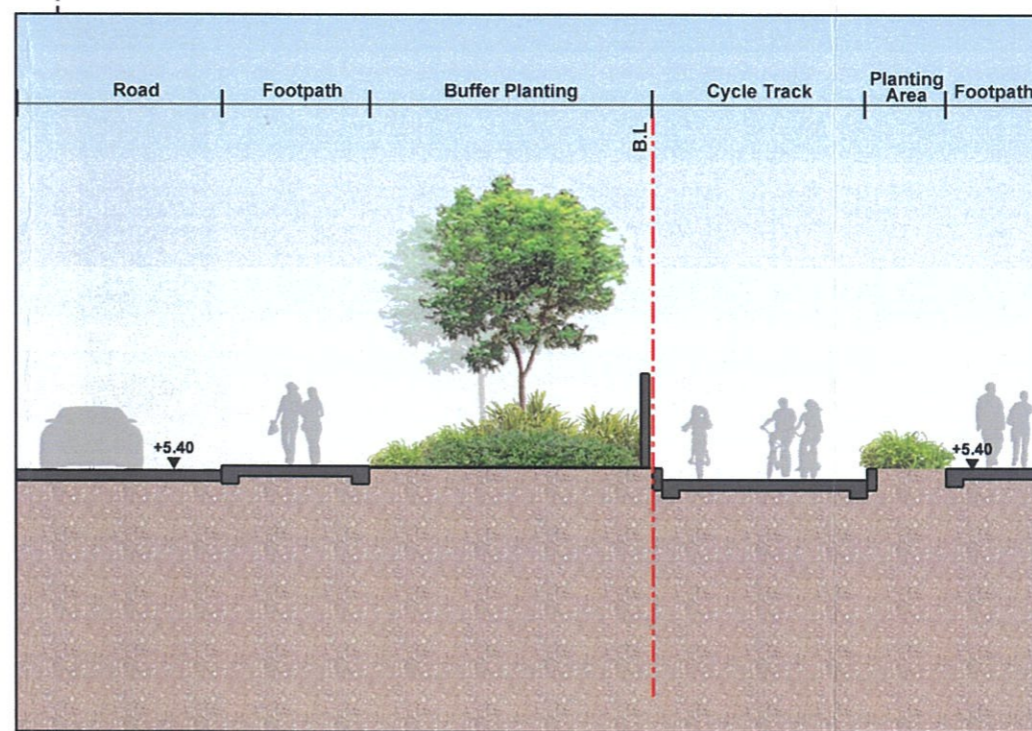 Road
Footpath
Buffer Planting
Cycle Track
Planting
Area
Footpath
B.L
+5.40
+5.40